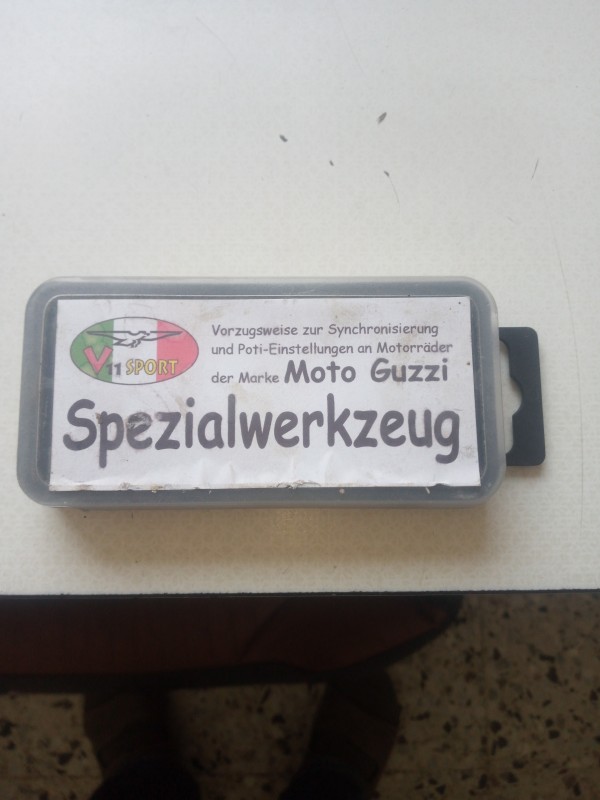 V11 SPORT
Vorzugsweise zur Synchronisierung
und Poti-Einstellungen an Motorräder
der Marke Moto Guzzi
Spezialwerkzeug